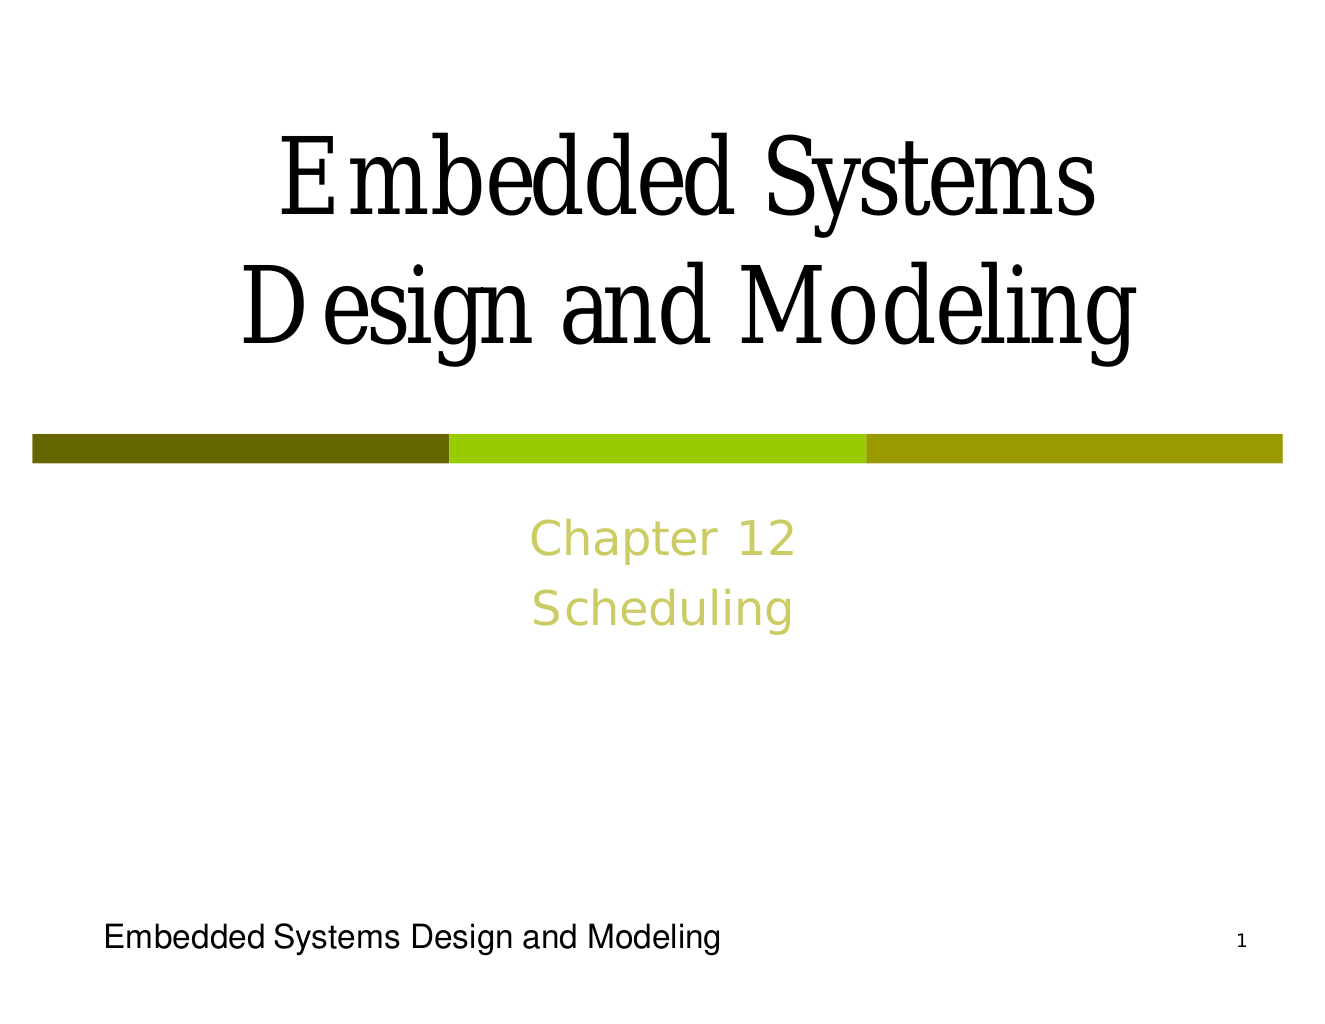 Embedded Systems
Design and Modeling
Chapter 12
Scheduling
Embedded Systems Design and Modeling
1